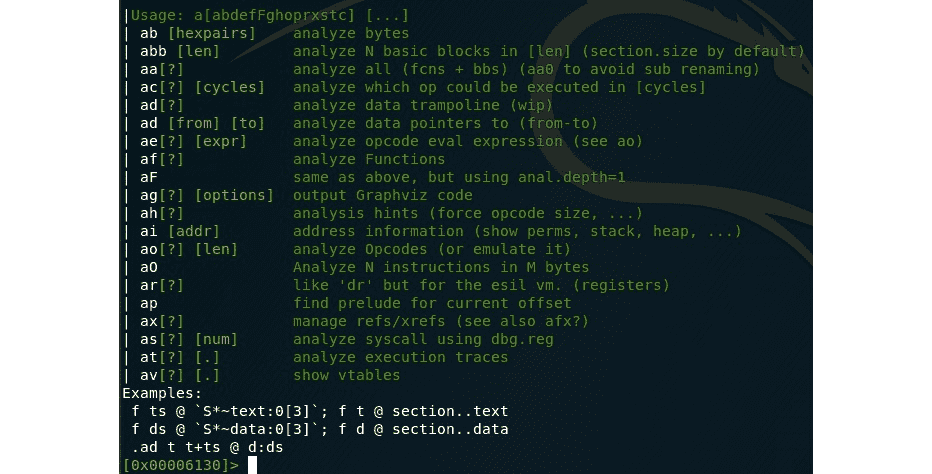 |Usage: a[abdefFghoprxstc] [...]
| ab [hexpairs]    analyze bytes
| abb [len]        analyze N basic blocks in [len] (section.size by default)
| aa[?]            analyze all (fcns + bbs) (aa0 to avoid sub renaming)
| ac[?] [cycles]   analyze which op could be executed in [cycles]
| ad[?]            analyze data trampoline (wip)
| ad [from] [to]   analyze data pointers to (from-to)
| ae[?] [expr]     analyze opcode eval expression (see ao)
| af[?]            analyze Functions
| aF               same as above, but using anal.depth=1
| ag[?] [options]  output Graphviz code
| ah[?]            analysis hints (force opcode size, ...)
| ai [addr]        address information (show perms, stack, heap, ...)
| ao[?] [len]      analyze Opcodes (or emulate it)
| aO               Analyze N instructions in M bytes
| ar[?]            like 'dr' but for the esil vm. (registers)
| ap               find prelude for current offset
| ax[?]            manage refs/xrefs (see also afx?)
| as[?] [num]      analyze syscall using dbg.reg
| at[?] [.]        analyze execution traces
| av[?] [.]        show vtables
Examples:
 f ts @ `S*~text:0[3]`; f t @ section..text
 f ds @ `S*~data:0[3]`; f d @ section..data
 .ad t t+ts @ d:ds
[0x00006130]>